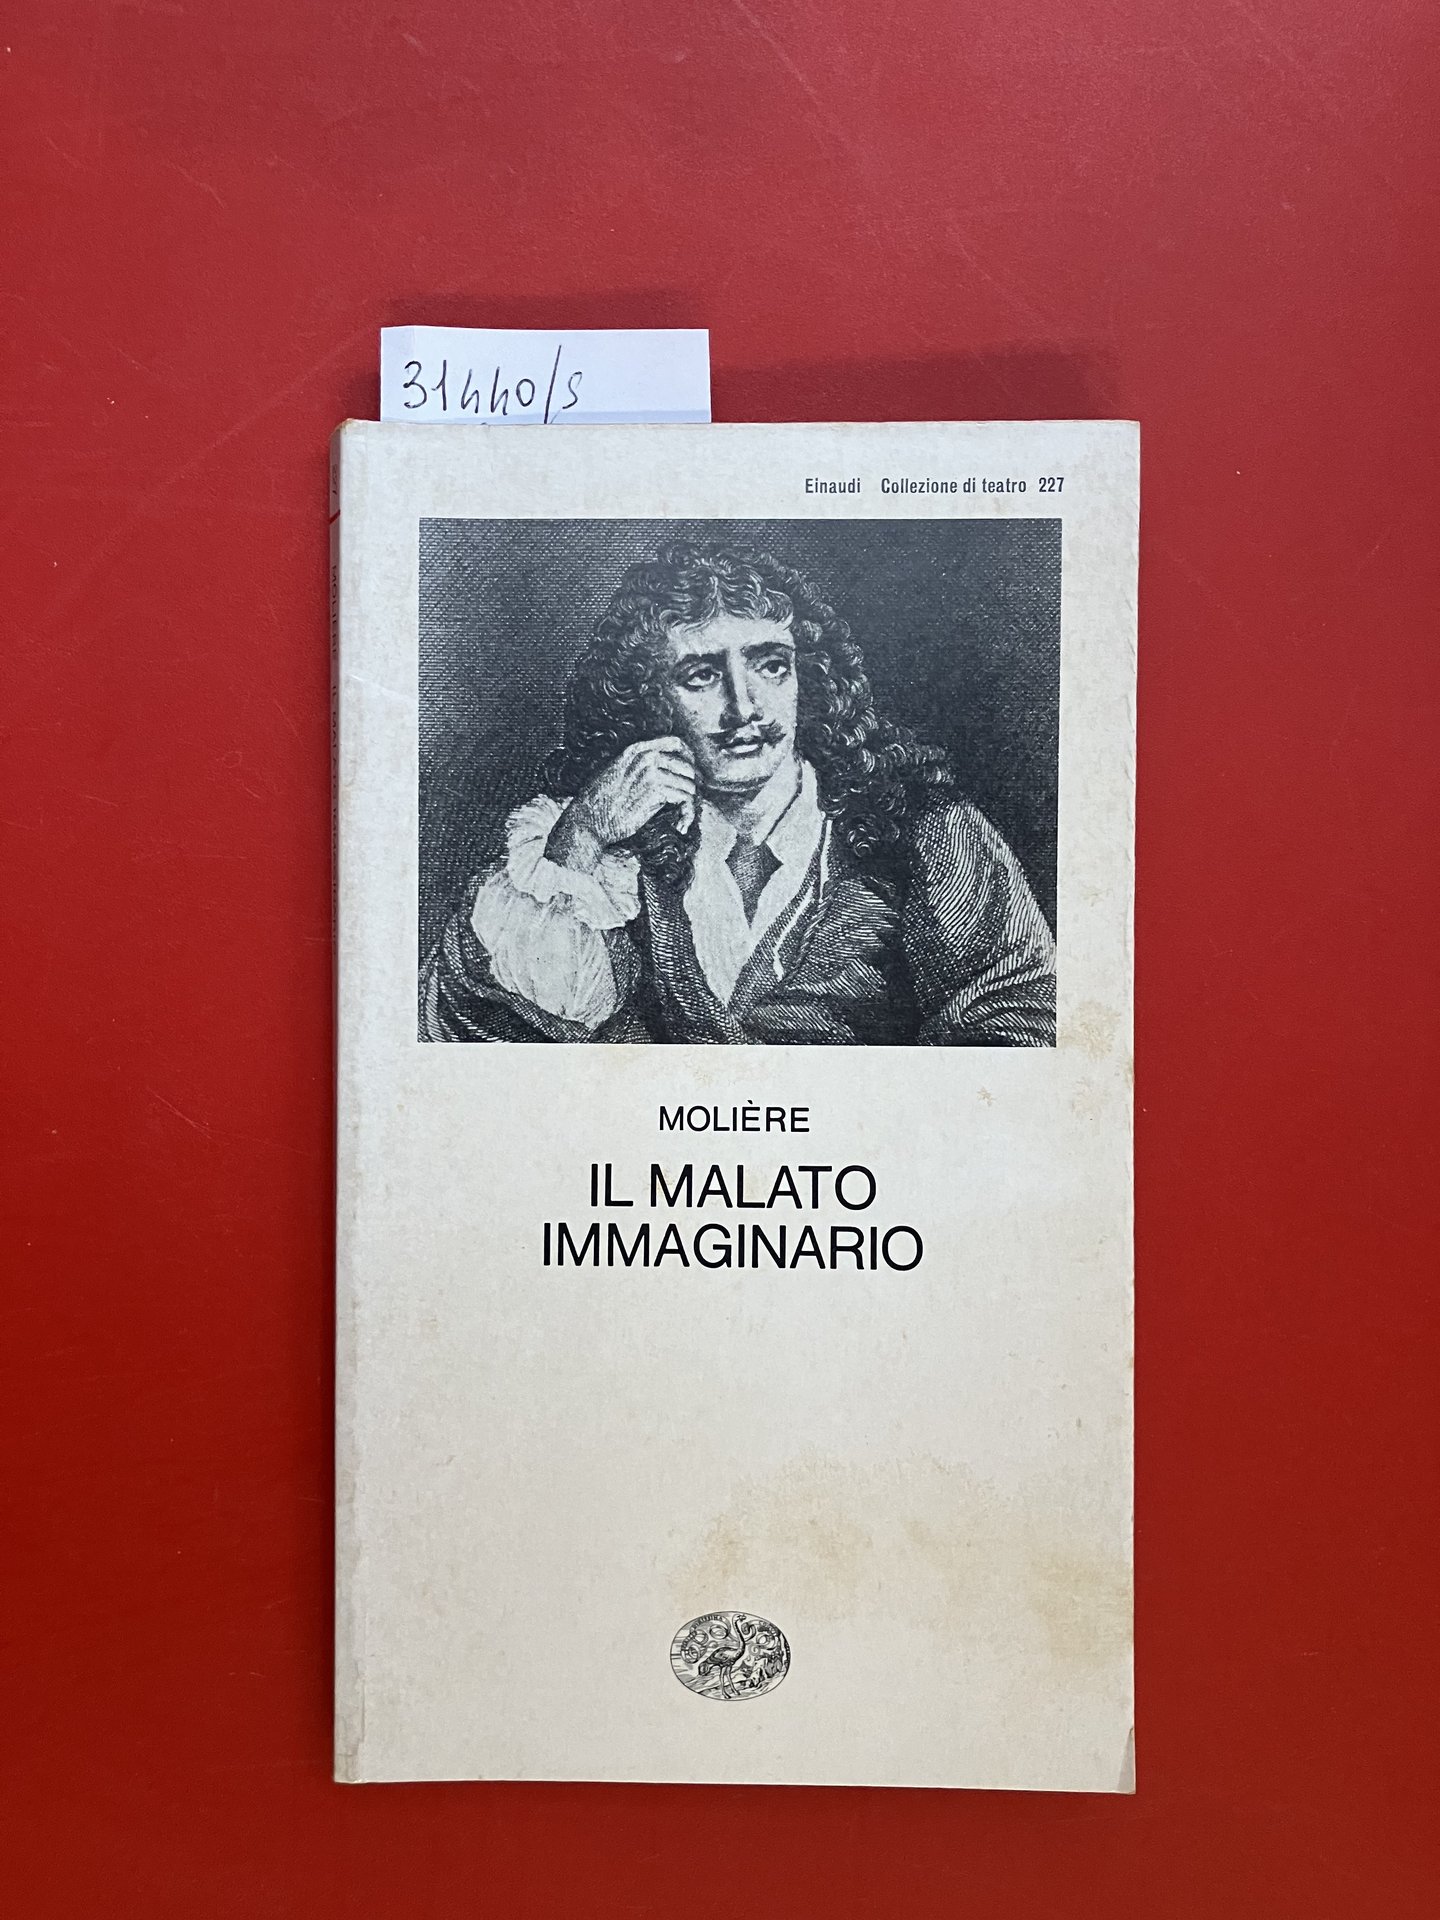 31440/S
Einaudi Collezione di teatro 227
MOLIÈRE
IL MALATO
IMMAGINARIO